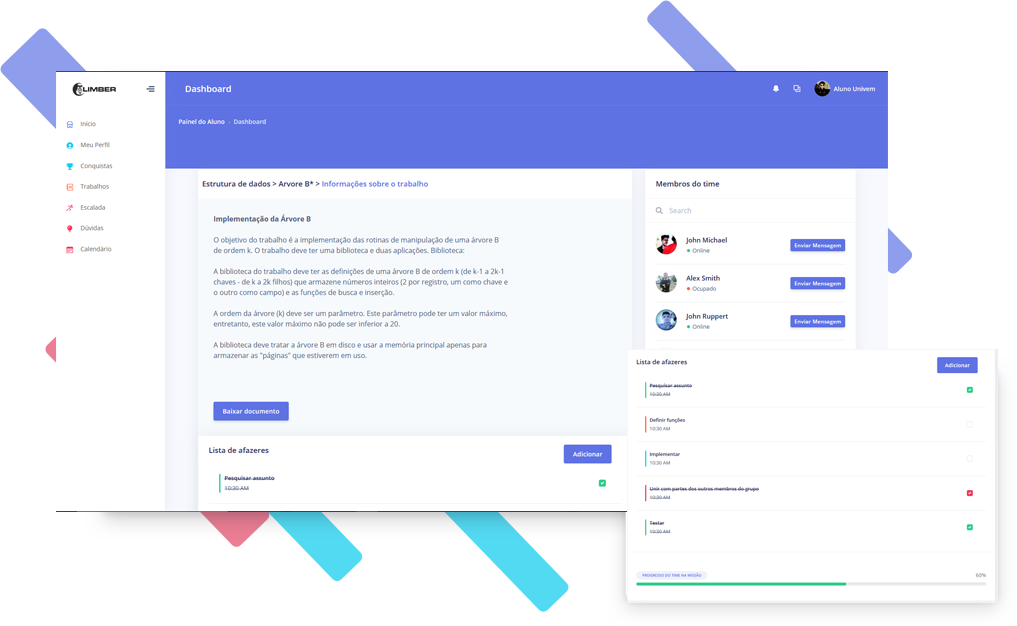 CLIMBER
Dashboard
Aluno Univem
Painel do Aluno - Dashboard
Início
Meu Perfil
Conquistas
Trabalhos
Escalada
Dúvidas
Calendário
Estrutura de dados > Arvore B* > Informações sobre o trabalho
Implementação da Árvore B
O objetivo do trabalho é a implementação das rotinas de manipulação de uma árvore B
de ordem k. O trabalho deve ter uma biblioteca e duas aplicações. Biblioteca:
A biblioteca do trabalho deve ter as definições de uma árvore B de ordem k (de k-1 a 2k-1
chaves - de k a 2k filhos) que armazene números inteiros (2 por registro, um como chave e
o outro como campo) e as funções de busca e inserção.
A ordem da árvore (k) deve ser um parâmetro. Este parâmetro pode ter um valor máximo,
entretanto, este valor máximo não pode ser inferior a 20.
A biblioteca deve tratar a árvore B em disco e usar a memória principal apenas para
armazenar as "páginas" que estiverem em uso.
Baixar documento
Lista de afazeres
Adicionar
Pesquisar assunto
10:30 AM
Membros do time
Search
John Michael
Online
Enviar Mensagem
Alex Smith
Ocupado
Enviar Mensagem
John Ruppert
Online
Enviar Mensagem
Lista de afazeres
Adicionar
Pesquisar assunto
10:30 AM
Definir funções
10:30 AM
Implementar
10:30 AM
Unir com partes dos outros membros do grupo
10:30 AM
Testar
10:30 AM
PROGRESSO DO TIME NA MISSÃO
60%